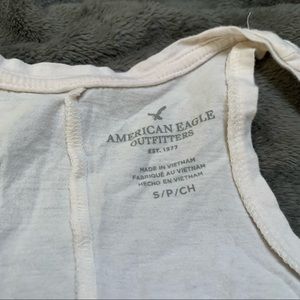 AMERICAN EAGLE
OUTFITTERS
EST. 1977
MADE IN VIETNAM
FABRIQUÉ AU VIETNAM
HECHO EN VIETNAM
S/P/CH